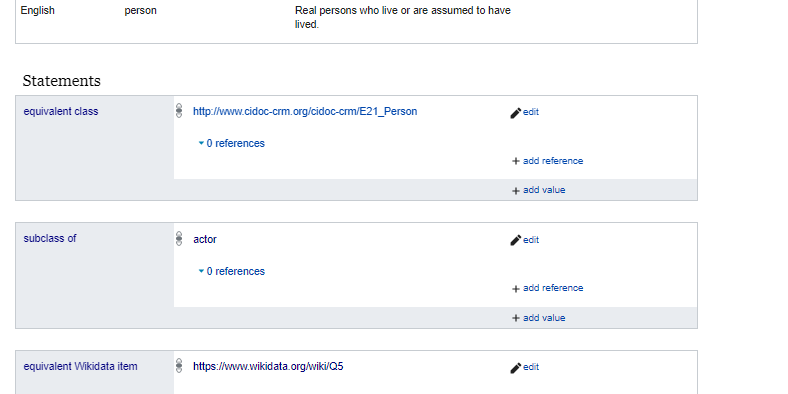 English person Real persons who live or are assumed to have
lived.
Statements
equivalent class http://www.cidoc-crm.org/cidoc-crm/E21_Person edit
0 references
+ add reference
+ add value
subclass of actor edit
0 references
+ add reference
+ add value
equivalent Wikidata item https://www.wikidata.org/wiki/Q5 edit